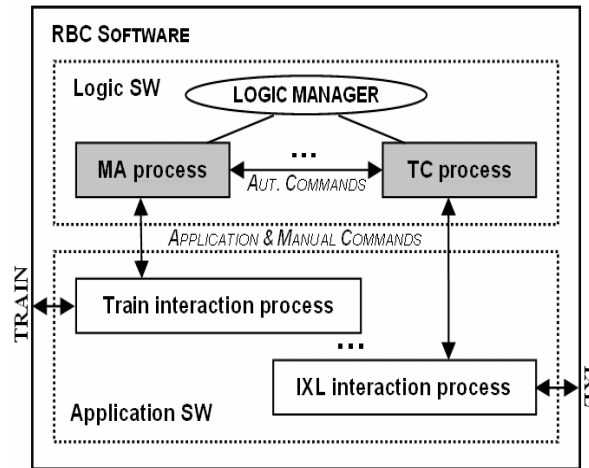 RBC SOFTWARE
Logic SW
LOGIC MANAGER
MA process
...
TC process
AUT. COMMANDS
APPLICATION & MANUAL COMMANDS
TRAIN
Train interaction process
...
IXL interaction process
Application SW